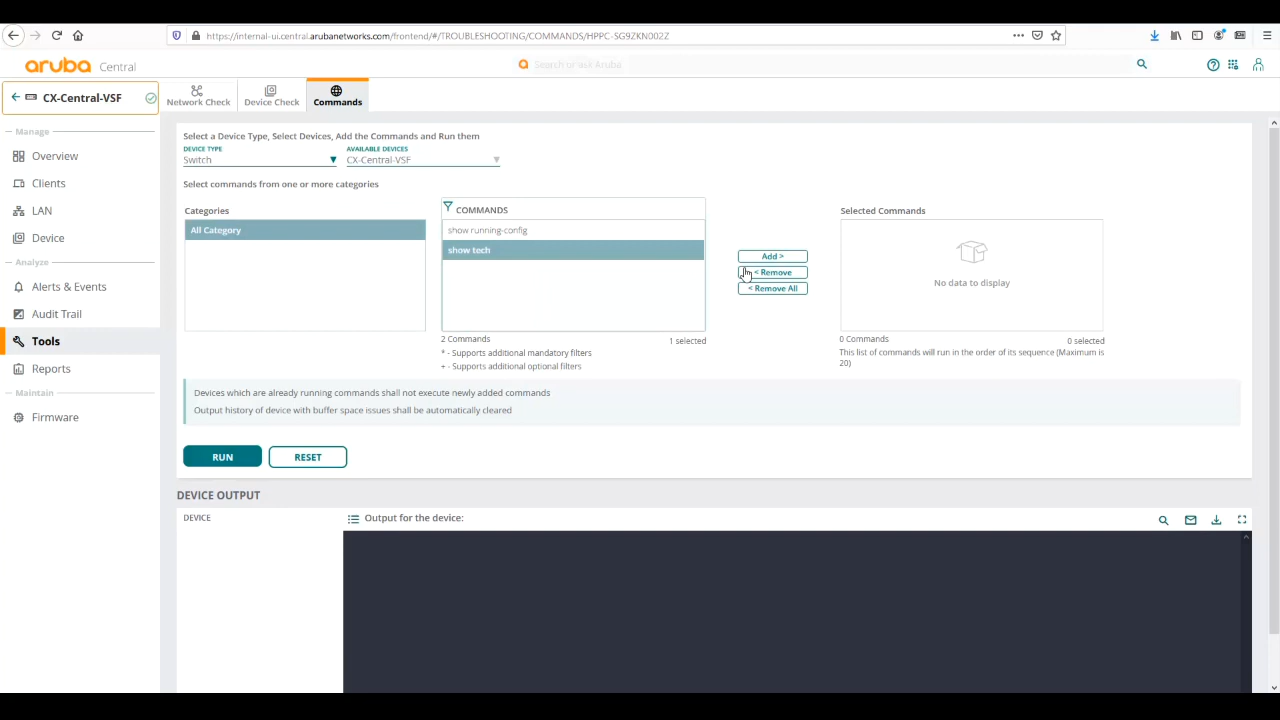 https://internal-ui.central.arubanetworks.com/frontend/#/TROUBLESHOOTING/COMMANDS/HPPC-SG9ZKN002Z
aruba Central
Search or ask Aruba
CX-Central-VSF
Network Check
Device Check
Commands
Manage
Overview
Clients
LAN
Device
Analyze
Alerts & Events
Audit Trail
Tools
Reports
Maintain
Firmware
Select a Device Type, Select Devices, Add the Commands and Run them
DEVICE TYPE
Switch
AVAILABLE DEVICES
CX-Central-VSF
Select commands from one or more categories
Categories
All Category
COMMANDS
show running-config
show tech
2 Commands
1 selected
* - Supports additional mandatory filters
+ - Supports additional optional filters
Add >
< Remove
< Remove All
Selected Commands
No data to display
0 Commands
0 selected
This list of commands will run in the order of its sequence (Maximum is
20)
Devices which are already running commands shall not execute newly added commands
Output history of device with buffer space issues shall be automatically cleared
RUN
RESET
DEVICE OUTPUT
DEVICE
Output for the device: